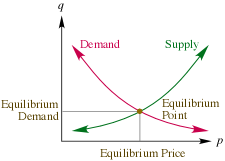 q
Demand
Supply
Equilibrium
Demand
Equilibrium
Point
p
Equilibrium Price